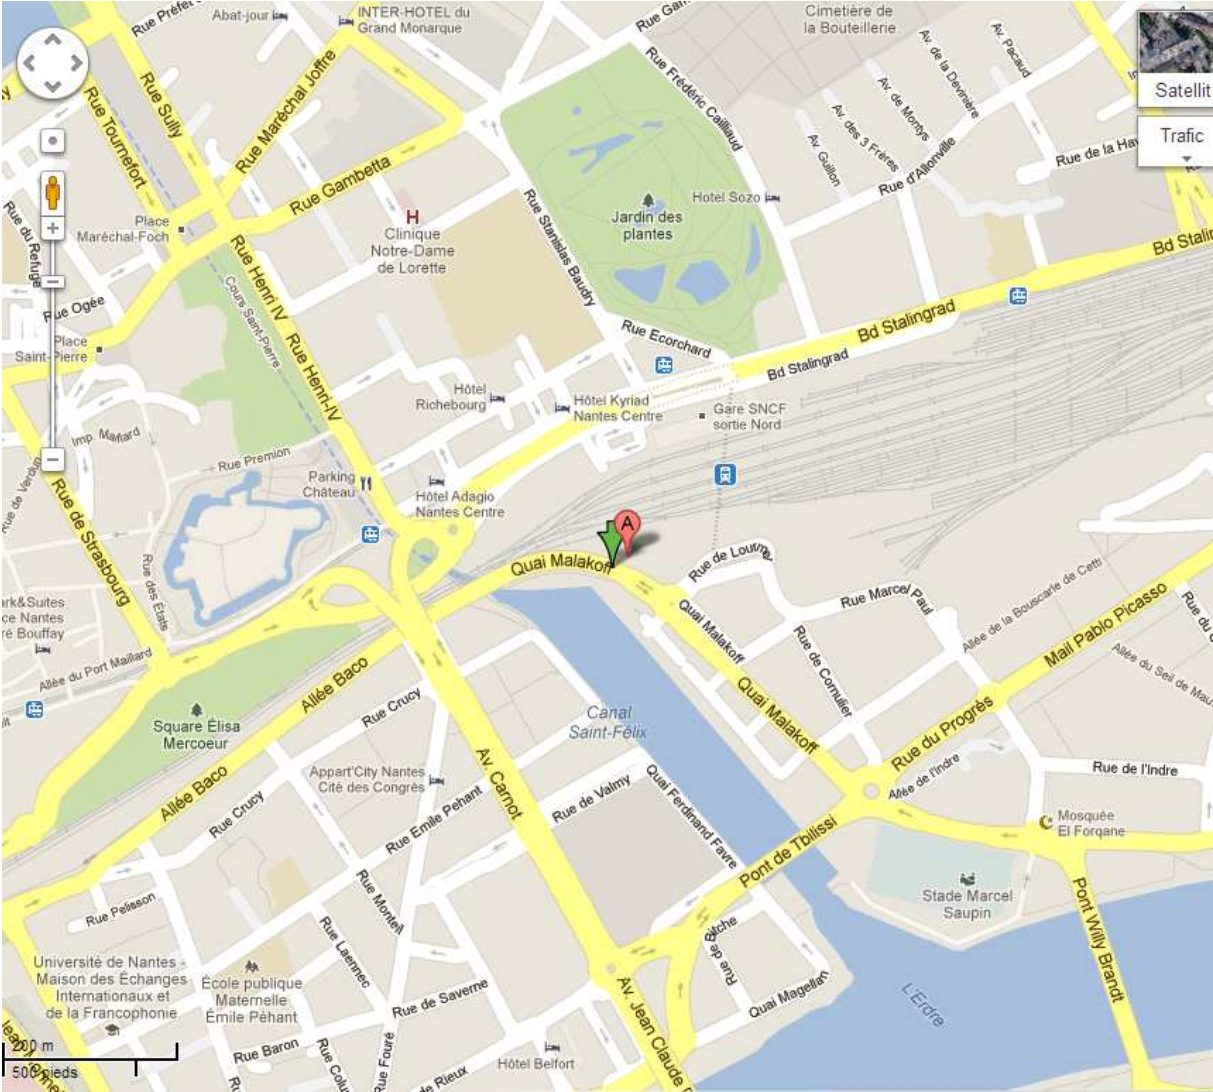 Abat-jour
INTER-HOTEL du
Grand Monarque
Rue Gam
Cimetière de
la Bouteillerie
Rue Préfet
Av. Pacaud
Av. de la Devinière
Satellit
Trafic
Rue Sully
Rue Tournefort
Rue Maréchal Joffre
Rue Frédéric Cailliaud
Av. de Montys
Av. des 3 Frères
Av. Guillon
Rue d'Allonville
Rue de la Hav
Rue Gambetta
Hotel Sozo
Jardin des
plantes
Place
Maréchal-Foch
H
Clinique
Notre-Dame
de Lorette
Rue Stanislas Baudry
Rue du Refuge
Rue Henri IV
Cours Saint-Pierre
Bd Stalin
Rue Ogée
Place
Saint-Pierre
Rue Henri-IV
Rue Ecorchard
Bd Stalingrad
Bd Stalingrad
Hôtel
Richebourg
Hôtel Kyriad
Nantes Centre
Gare SNCF
sortie Nord
Imp. Maillard
Rue de Verdun
Rue Premion
Parking
Château
Hôtel Adagio
Nantes Centre
Rue de Strasbourg
A
Quai Malakoff
Rue de Lourmel
Rue des États
Rue Marcel Paul
Allée de la Bouscarle de Cetti
Mail Pablo Picasso
ark&Suites
ce Nantes
ré Bouffay
Quai Malakoff
Rue de Cornulier
Allée du Port Maillard
Allée du Seil de Mau
Allée Baco
Rue Crucy
Quai Malakoff
Square Élisa
Mercoeur
Canal
Saint-Félix
Rue du Progrès
Allée Baco
Appart'City Nantes
Cité des Congrès
Av. Carnot
Rue de Valmy
Quai Ferdinand Favre
Allée de l'Indre
Rue de l'Indre
Rue Crucy
Rue Emile Pehant
Pont de Tbilissi
Mosquée
El Forqane
Rue Pelisson
Rue Monteil
Stade Marcel
Saupin
Rue Laennec
Rue de Bitche
Pont Willy Brandt
Université de Nantes -
Maison des Échanges
Internationaux et
de la Francophonie
École publique
Maternelle
Émile Péhant
Rue de Saverne
Av. Jean Claude
Quai Magellan
L'Erdre
Rue Baron
Rue Fouré
Hôtel Belfort
de Rieux
200 m
500 pieds